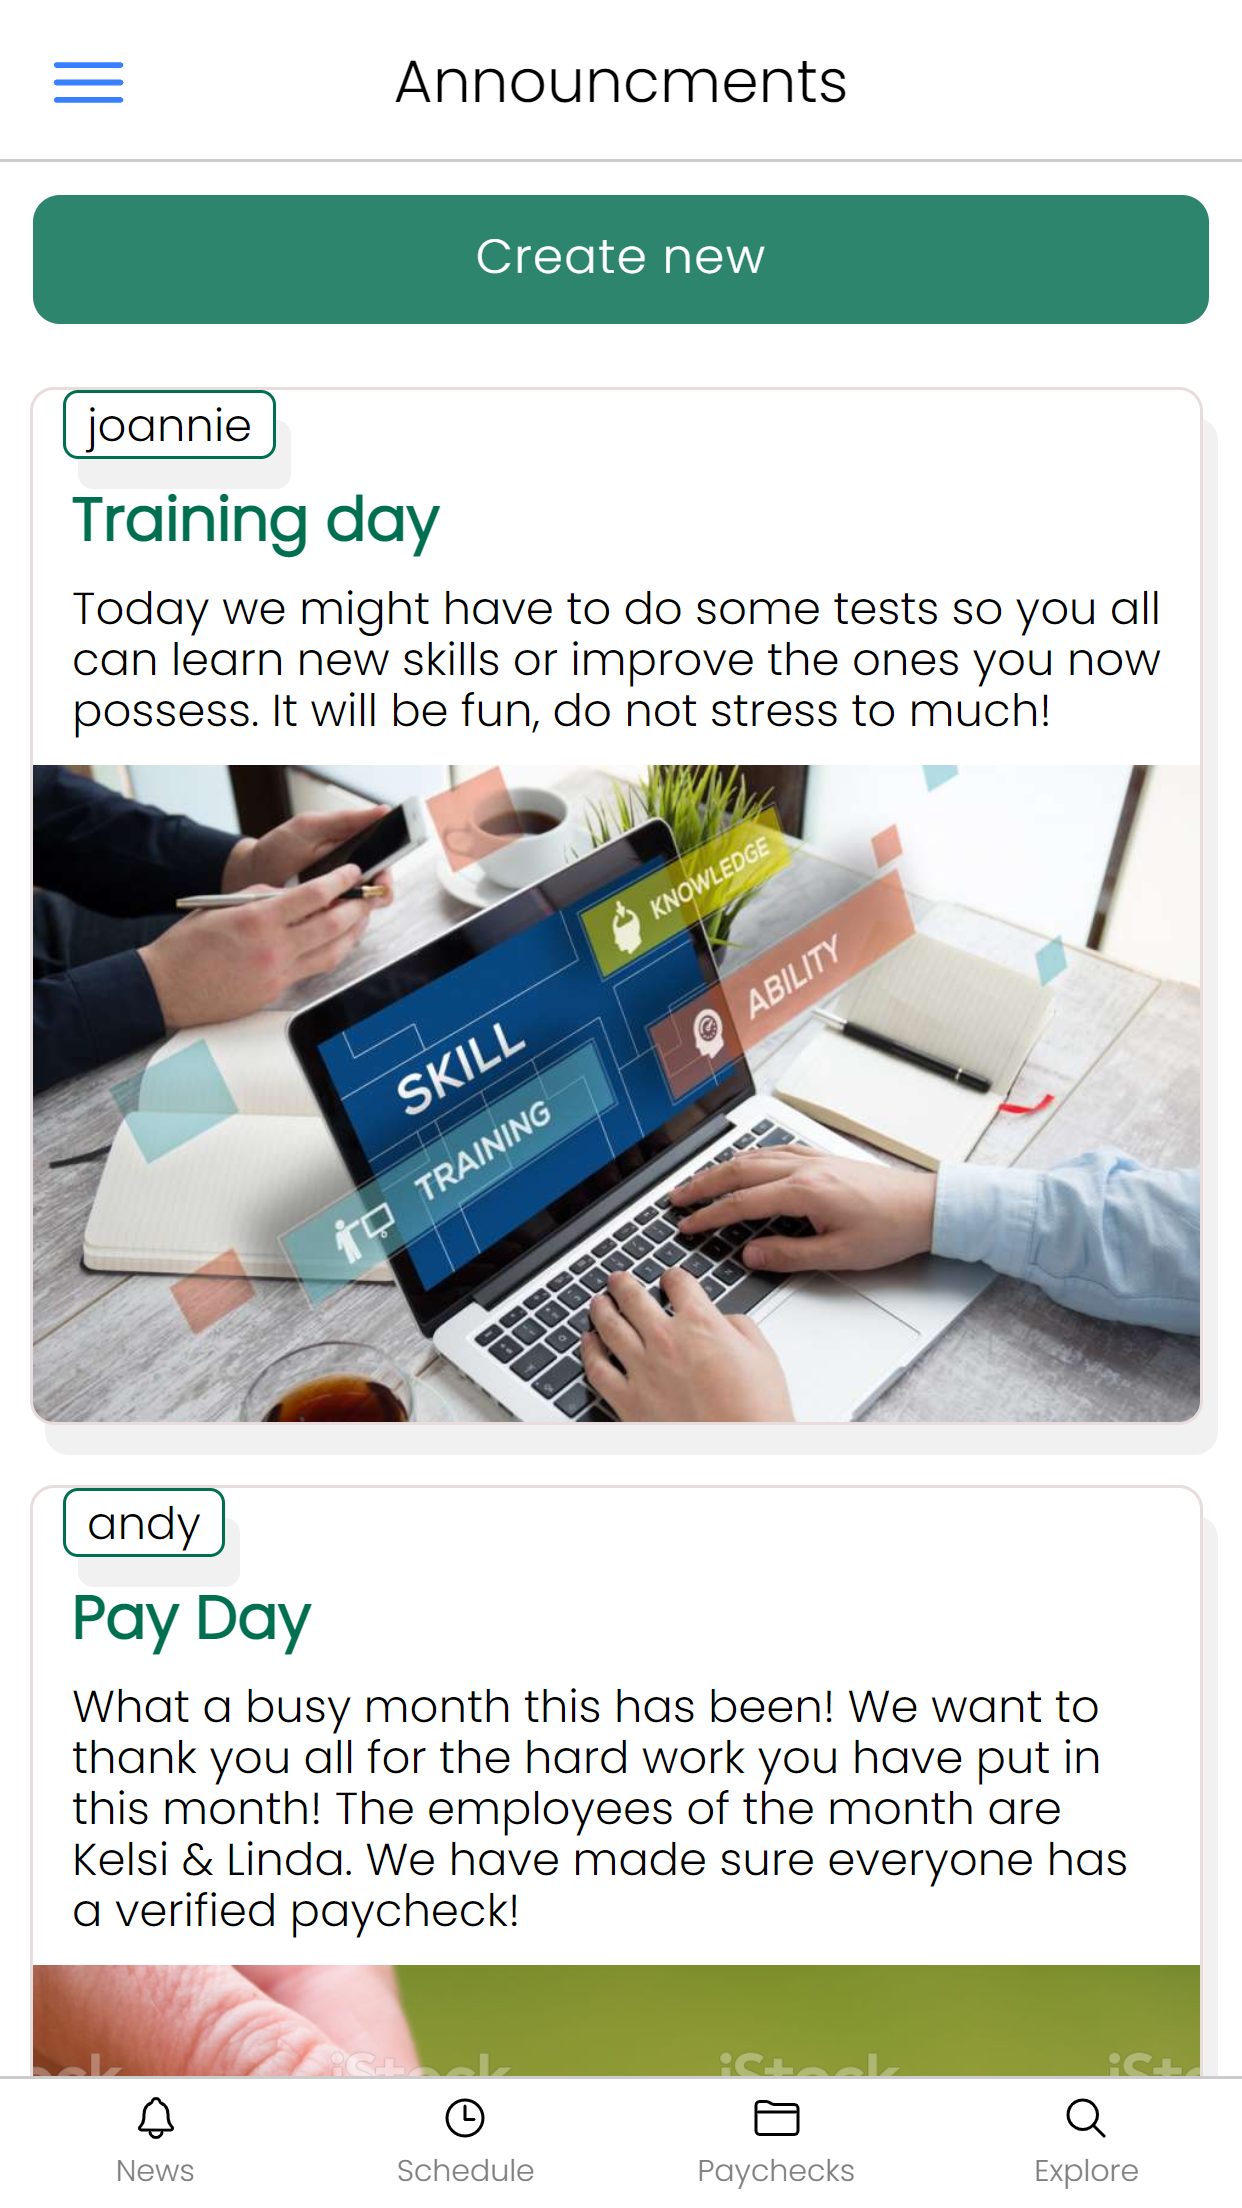 Announcments
Create new
joannie
Training day
Today we might have to do some tests so you all
can learn new skills or improve the ones you now
possess. It will be fun, do not stress to much!
KNOWLEDGE
ABILITY
SKILL
TRAINING
andy
Pay Day
What a busy month this has been! We want to
thank you all for the hard work you have put in
this month! The employees of the month are
Kelsi & Linda. We have made sure everyone has
a verified paycheck!
iStock iStock
News Schedule Paychecks Explore